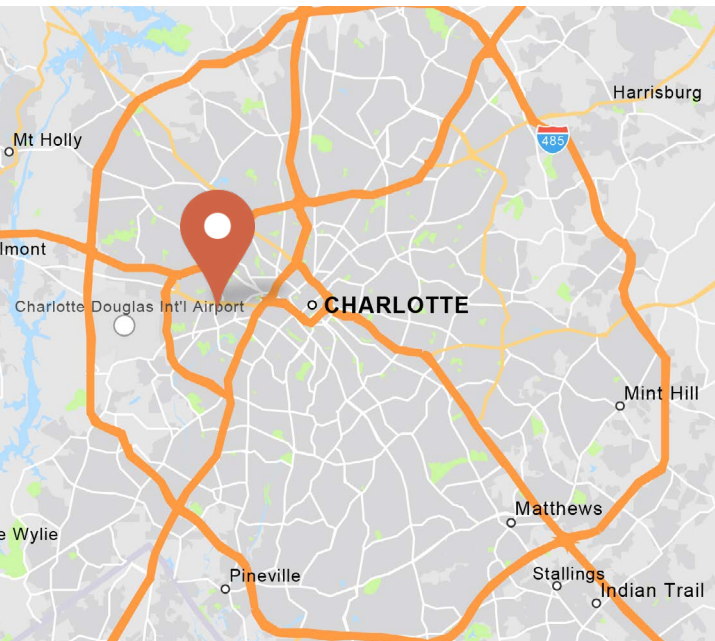 Harrisburg
485
Mt Holly
lmont
Charlotte Douglas Int'l Airport
CHARLOTTE
Mint Hill
Matthews
e Wylie
Pineville
Stallings
Indian Trail